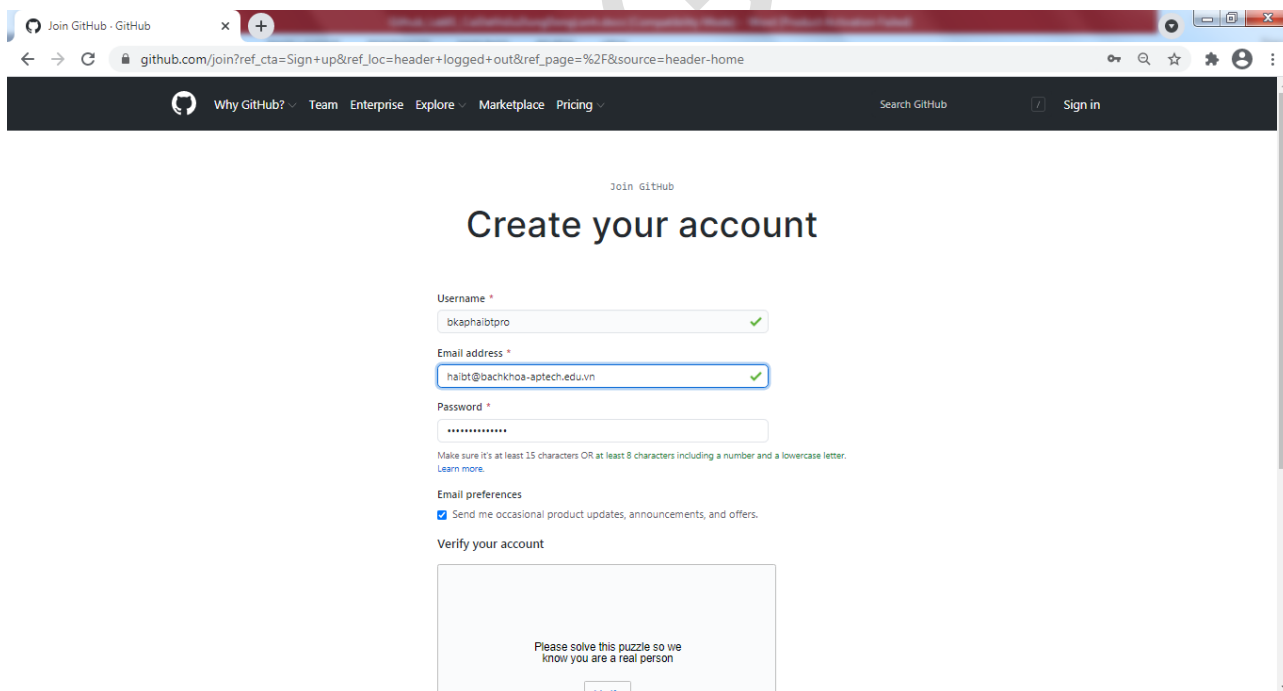 Join GitHub · GitHub
github.com/join?ref_cta=Sign+up&ref_loc=header+logged+out&ref_page=%2F&source=header-home
Why GitHub? Team Enterprise Explore Marketplace Pricing Search GitHub / Sign in
Join GitHub
Create your account
Username *
bkaphaibtpro
Email address *
haibt@bachkhoa-aptech.edu.vn
Password *
••••••••••••••
Make sure it's at least 15 characters OR at least 8 characters including a number and a lowercase letter.
Learn more.
Email preferences
Send me occasional product updates, announcements, and offers.
Verify your account
Please solve this puzzle so we
know you are a real person